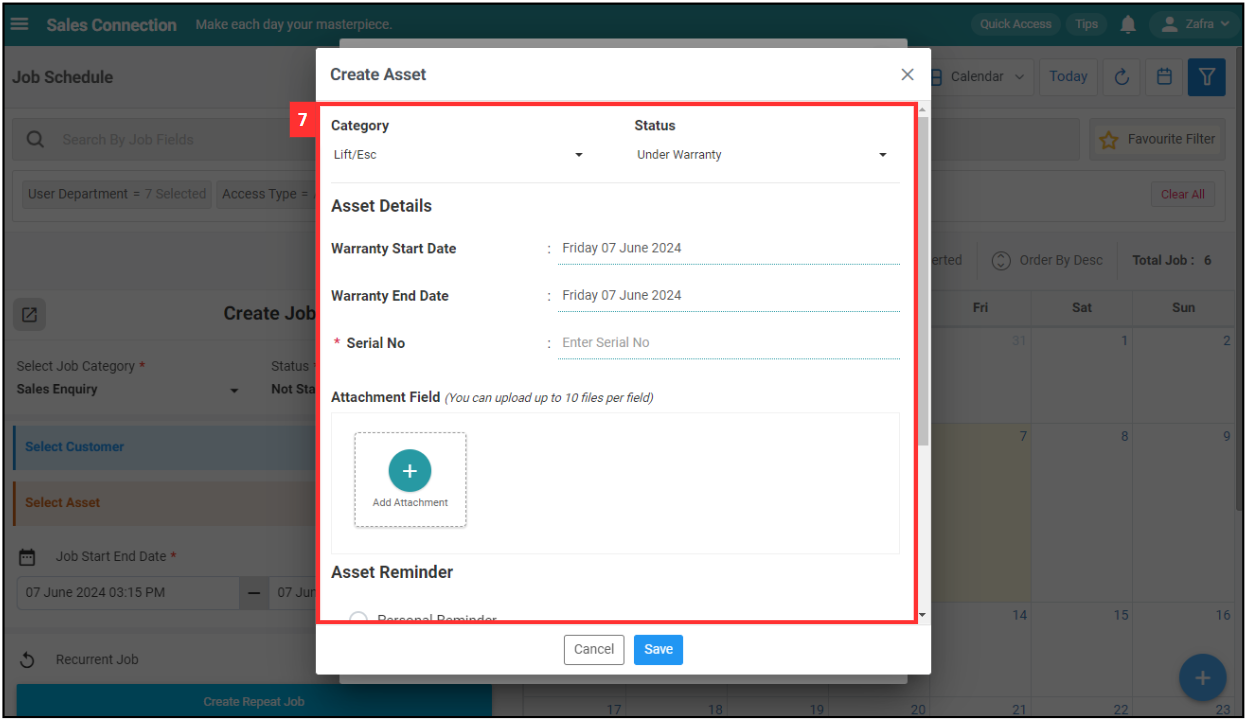 Sales Connection Make each day your masterpiece. Quick Access Tips Zafra
Job Schedule
Calendar Today
Search By Job Fields
Favourite Filter
User Department = 7 Selected Access Type =
Clear All
erted Order By Desc Total Job : 6
Create Job
Select Job Category * Status
Sales Enquiry Not Sta
Select Customer
Select Asset
Job Start End Date *
07 June 2024 03:15 PM — 07 Jun
Recurrent Job
Create Repeat Job
Create Asset
7
Category Status
Lift/Esc Under Warranty
Asset Details
Warranty Start Date : Friday 07 June 2024
Warranty End Date : Friday 07 June 2024
* Serial No : Enter Serial No
Attachment Field (You can upload up to 10 files per field)
+
Add Attachment
Asset Reminder
Personal Reminder
Cancel Save
Fri Sat Sun
31 1 2
7 8 9
14 15 16
+
17 18 19 20 21 22 23